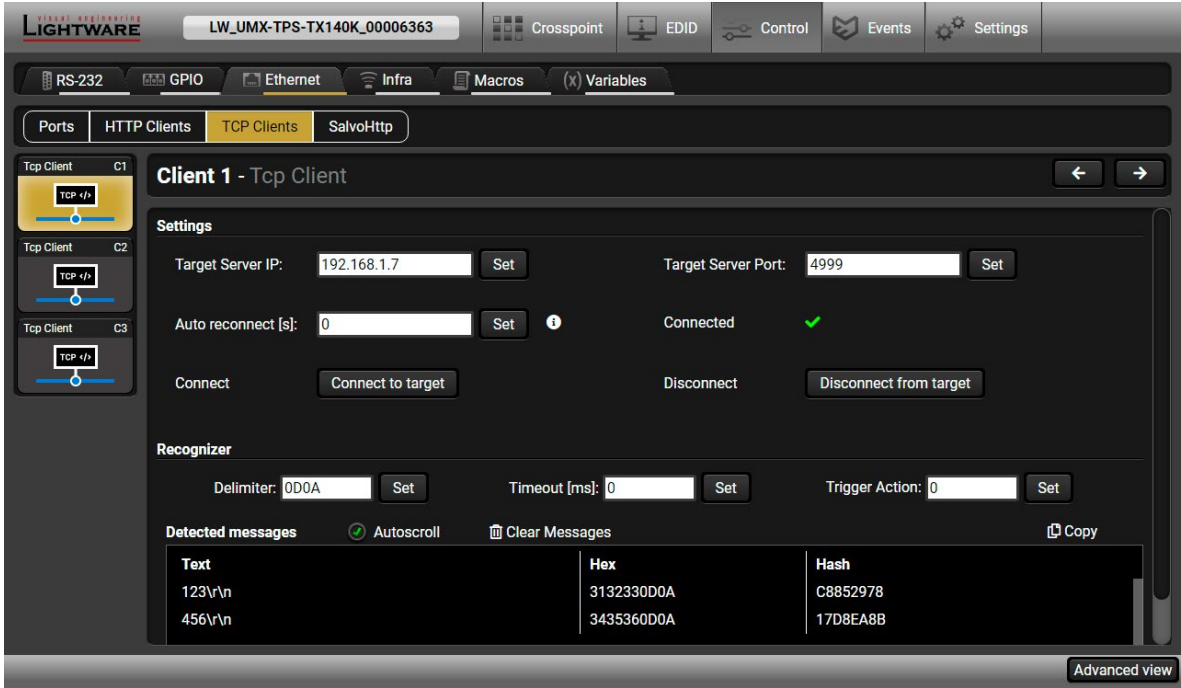 visual engineering
LIGHTWARE
LW_UMX-TPS-TX140K_00006363
Crosspoint
EDID
Control
Events
Settings
RS-232
GPIO
Ethernet
Infra
Macros
(x) Variables
Ports
HTTP Clients
TCP Clients
SalvoHttp
Tcp Client C1
TCP </>
Tcp Client C2
TCP </>
Tcp Client C3
TCP </>
Client 1 - Tcp Client
Settings
Target Server IP: 192.168.1.7 Set
Target Server Port: 4999 Set
Auto reconnect [s]: 0 Set
Connected
Connect Connect to target
Disconnect Disconnect from target
Recognizer
Delimiter: 0D0A Set
Timeout [ms]: 0 Set
Trigger Action: 0 Set
Detected messages Autoscroll Clear Messages Copy
Text Hex Hash
123\r\n 3132330D0A C8852978
456\r\n 3435360D0A 17D8EA8B
Advanced view